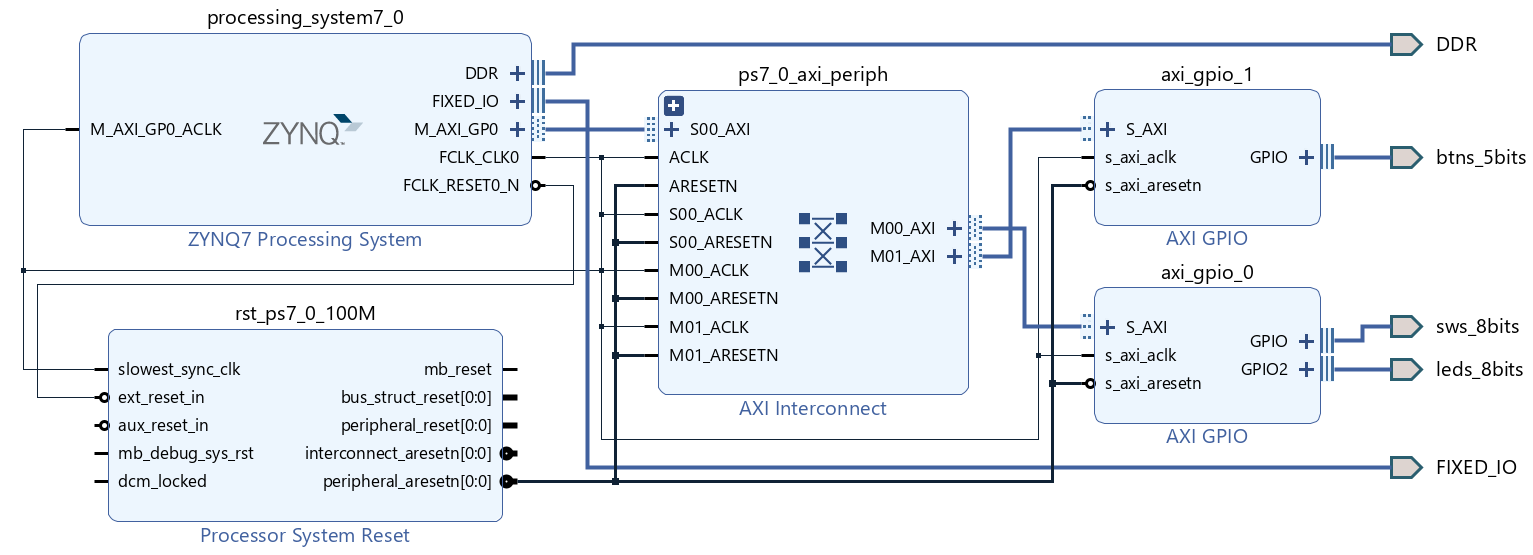 processing_system7_0
DDR
FIXED_IO
M_AXI_GP0_ACLK
ZYNQ
M_AXI_GP0
FCLK_CLK0
FCLK_RESET0_N
ZYNQ7 Processing System
rst_ps7_0_100M
slowest_sync_clk
ext_reset_in
aux_reset_in
mb_debug_sys_rst
dcm_locked
mb_reset
bus_struct_reset[0:0]
peripheral_reset[0:0]
interconnect_aresetn[0:0]
peripheral_aresetn[0:0]
Processor System Reset
ps7_0_axi_periph
S00_AXI
ACLK
ARESETN
S00_ACLK
S00_ARESETN
M00_ACLK
M00_ARESETN
M01_ACLK
M01_ARESETN
M00_AXI
M01_AXI
AXI Interconnect
axi_gpio_1
S_AXI
s_axi_aclk
s_axi_aresetn
GPIO
AXI GPIO
axi_gpio_0
S_AXI
s_axi_aclk
s_axi_aresetn
GPIO
GPIO2
AXI GPIO
DDR
btns_5bits
sws_8bits
leds_8bits
FIXED_IO